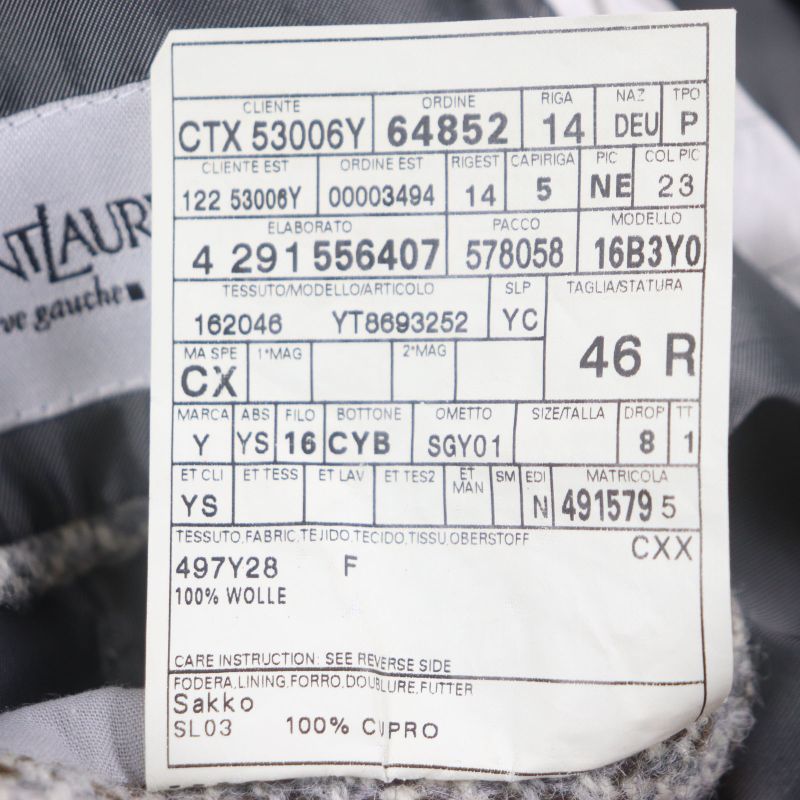 NTLAUR
ve gauche
CLIENTE ORDINE RIGA NAZ TPO
CTX 53006Y 64852 14 DEU P
CLIENTE EST ORDINE EST RIGEST CAPIRIGA PIC COL PIC
122 53006Y 00003494 14 5 NE 23
ELABORATO PACCO MODELLO
4 291 556407 578058 16B3Y0
TESSUTO/MODELLO/ARTICOLO SLP TAGLIA/STATURA
162046 YT8693252 YC 46 R
MA SPE 1°MAG 2°MAG
CX
MARCA ABS FILO BOTTONE OMETTO SIZE/TALLA DROP TT
Y YS 16 CYB SGY01 8 1
ET CLI ET TESS ET LAV ET TES2 ET MAN SM EDI MATRICOLA
YS N 491579 5
TESSUTO,FABRIC,TEJIDO,TECIDO,TISSU,OBERSTOFF CXX
497Y28 F
100% WOLLE
CARE INSTRUCTION: SEE REVERSE SIDE
FODERA,LINING,FORRO,DOUBLURE,FUTTER
Sakko
SL03 100% CUPRO